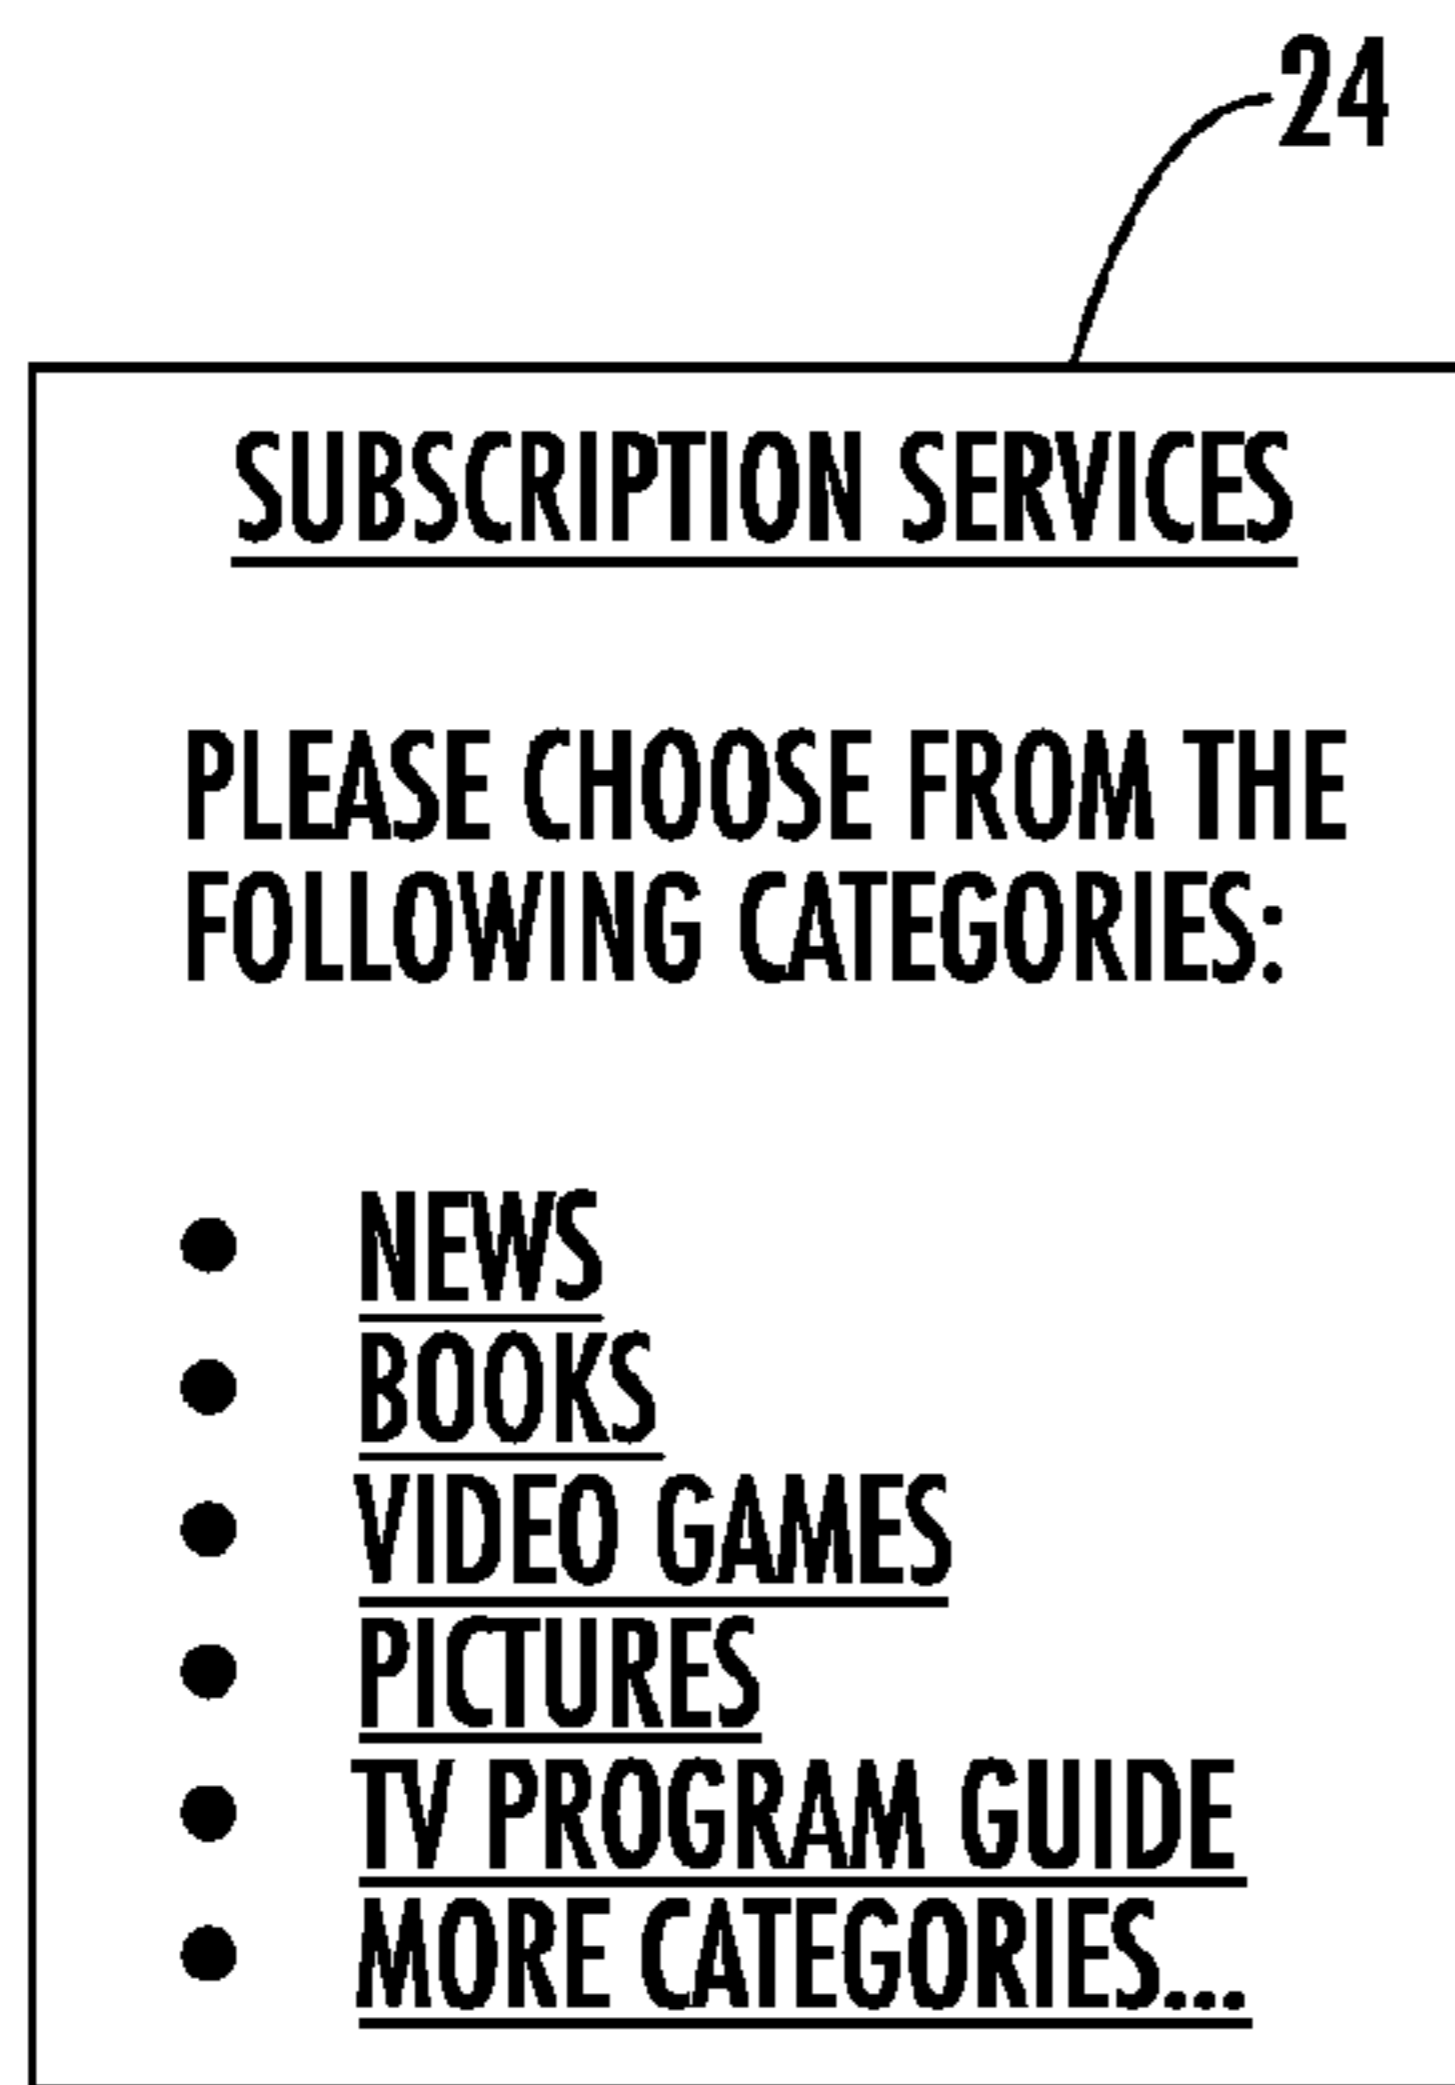 24
SUBSCRIPTION SERVICES
PLEASE CHOOSE FROM THE
FOLLOWING CATEGORIES:
• NEWS
• BOOKS
• VIDEO GAMES
• PICTURES
• TV PROGRAM GUIDE
• MORE CATEGORIES...